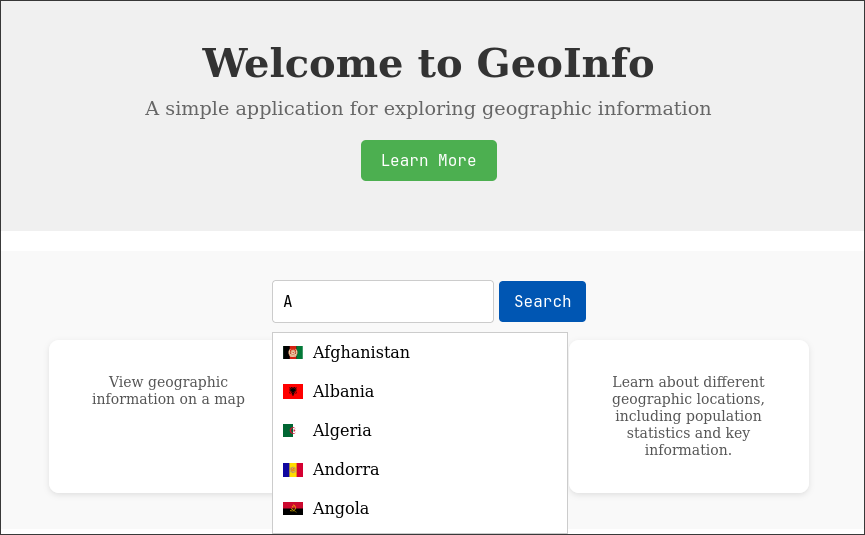 Welcome to GeoInfo
A simple application for exploring geographic information
Learn More
A
Search
Afghanistan
Albania
Algeria
Andorra
Angola
View geographic
information on a map
Learn about different
geographic locations,
including population
statistics and key
information.